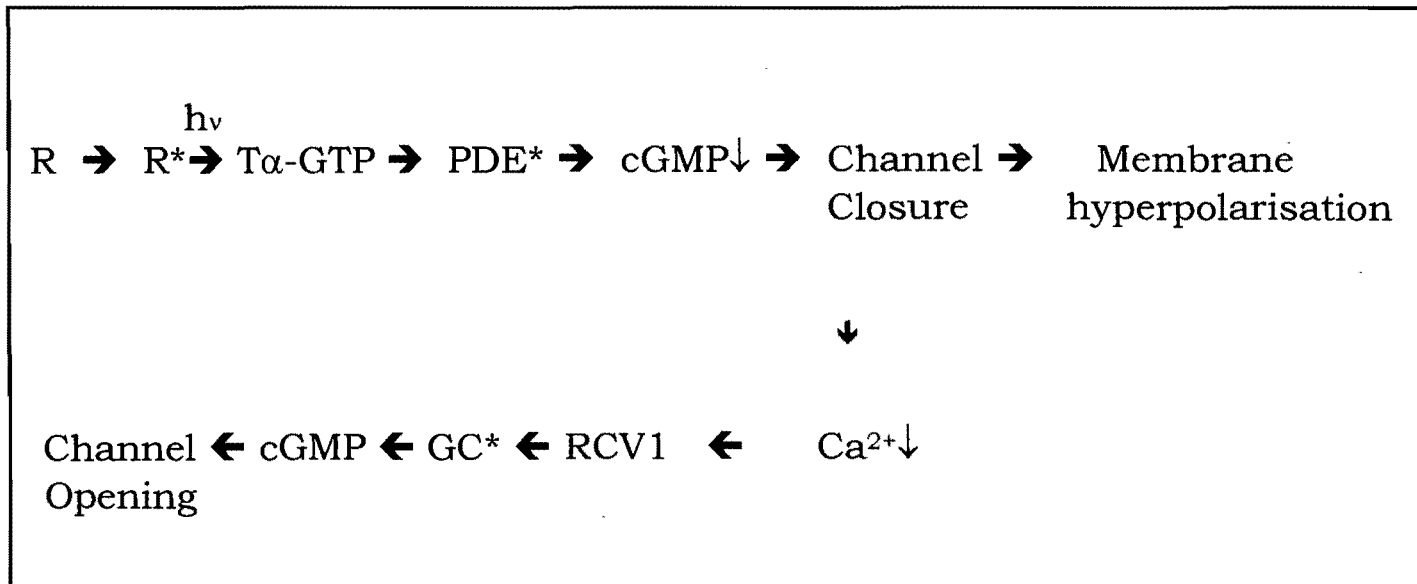 hν
R ➔ R*➔ Tα-GTP ➔ PDE* ➔ cGMP↓ ➔ Channel ➔ Membrane
Closure hyperpolarisation
↓
Channel ← cGMP ← GC* ← RCV1 ← Ca²⁺↓
Opening